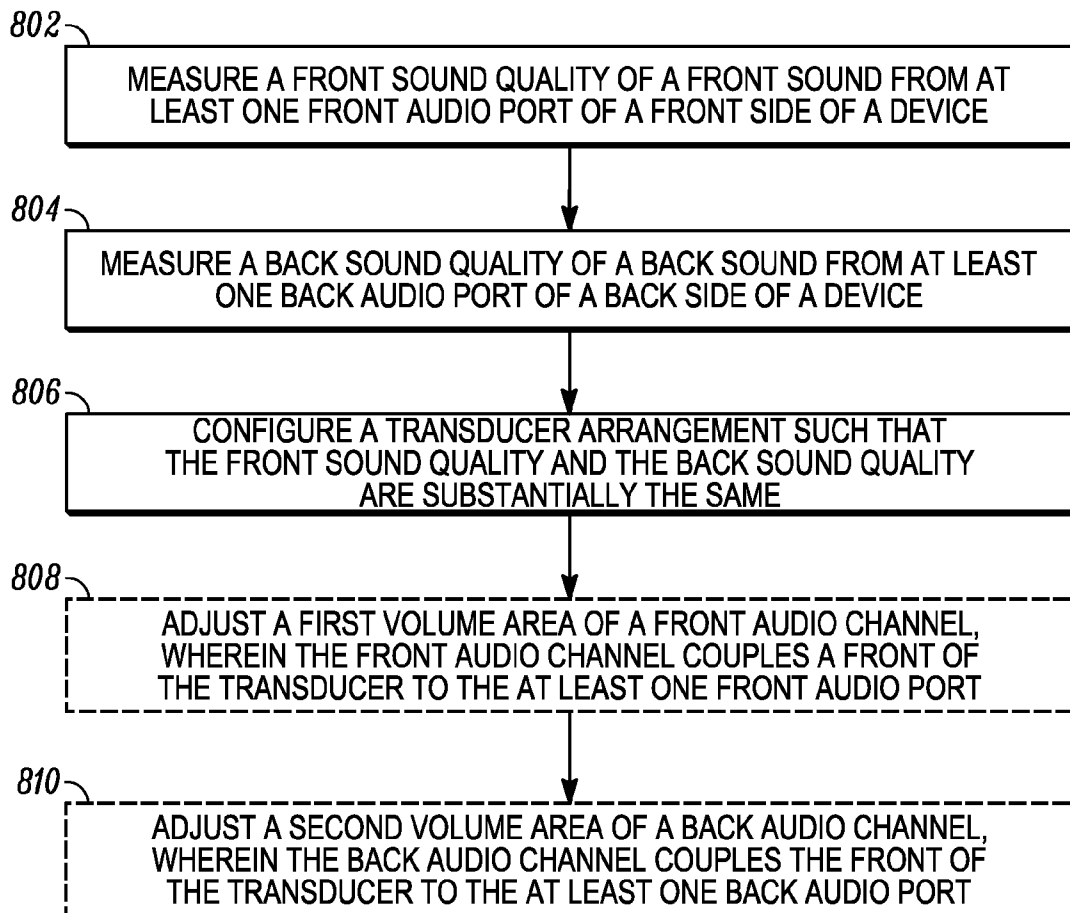 802
MEASURE A FRONT SOUND QUALITY OF A FRONT SOUND FROM AT
LEAST ONE FRONT AUDIO PORT OF A FRONT SIDE OF A DEVICE
804
MEASURE A BACK SOUND QUALITY OF A BACK SOUND FROM AT LEAST
ONE BACK AUDIO PORT OF A BACK SIDE OF A DEVICE
806
CONFIGURE A TRANSDUCER ARRANGEMENT SUCH THAT
THE FRONT SOUND QUALITY AND THE BACK SOUND QUALITY
ARE SUBSTANTIALLY THE SAME
808
ADJUST A FIRST VOLUME AREA OF A FRONT AUDIO CHANNEL,
WHEREIN THE FRONT AUDIO CHANNEL COUPLES A FRONT OF
THE TRANSDUCER TO THE AT LEAST ONE FRONT AUDIO PORT
810
ADJUST A SECOND VOLUME AREA OF A BACK AUDIO CHANNEL,
WHEREIN THE BACK AUDIO CHANNEL COUPLES THE FRONT OF
THE TRANSDUCER TO THE AT LEAST ONE BACK AUDIO PORT